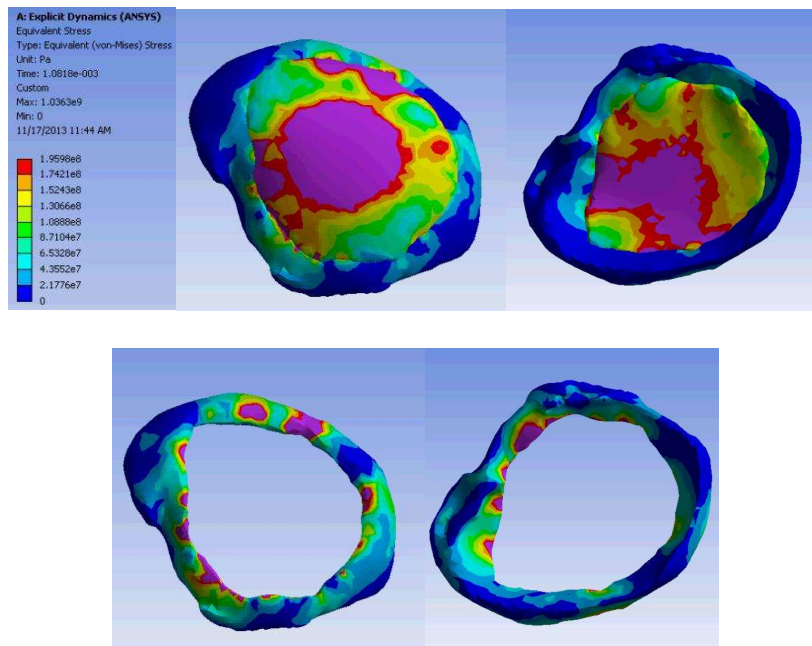 A: Explicit Dynamics (ANSYS)
Equivalent Stress
Type: Equivalent (von-Mises) Stress
Unit: Pa
Time: 1.0818e-003
Custom
Max: 1.0363e9
Min: 0
11/17/2013 11:44 AM
1.9598e8
1.7421e8
1.5243e8
1.3066e8
1.0888e8
8.7104e7
6.5328e7
4.3552e7
2.1776e7
0